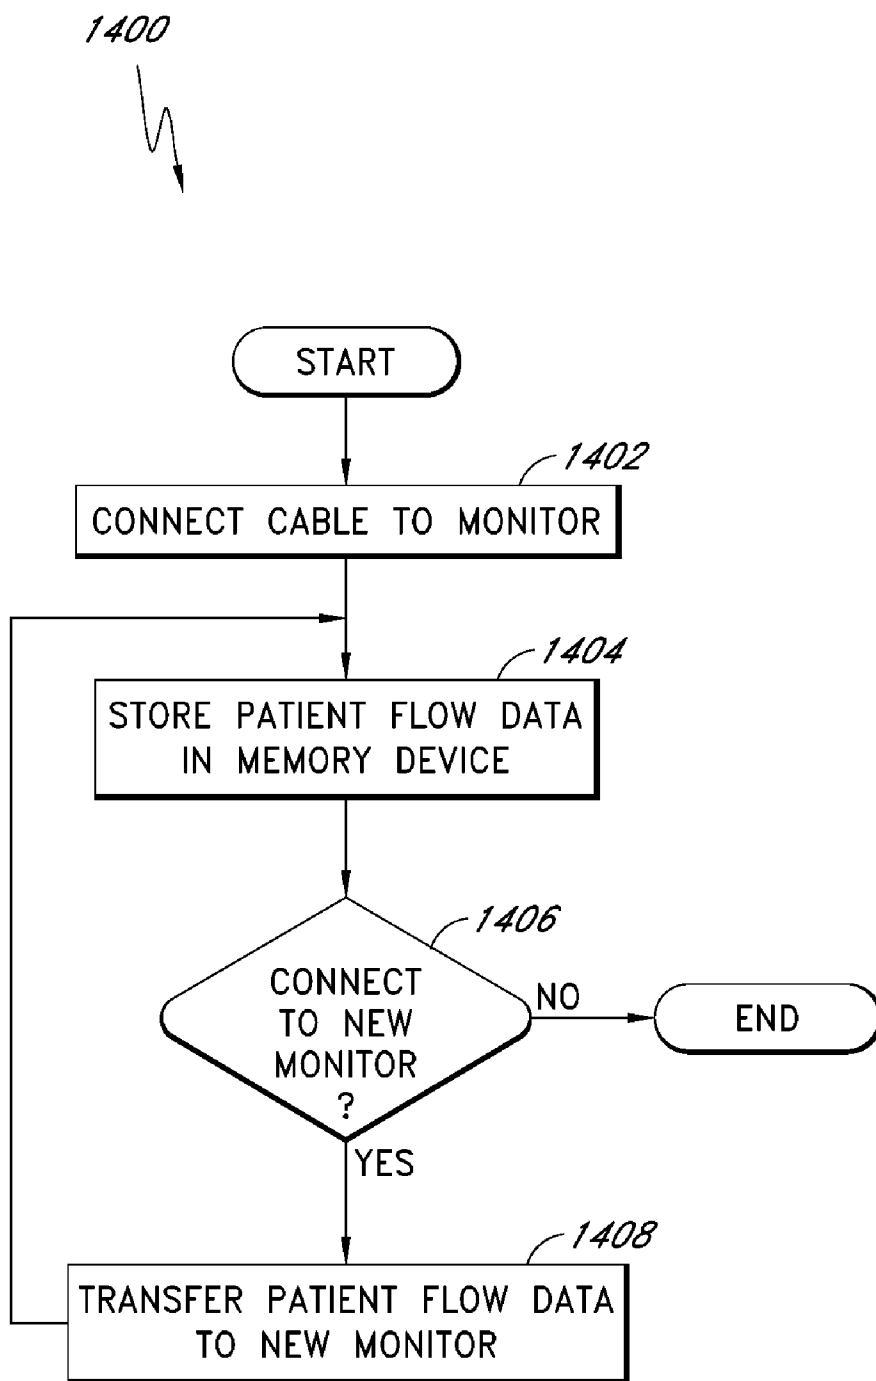 1400
START
1402
CONNECT CABLE TO MONITOR
1404
STORE PATIENT FLOW DATA
IN MEMORY DEVICE
1406
CONNECT
TO NEW
MONITOR
?
NO
END
YES
1408
TRANSFER PATIENT FLOW DATA
TO NEW MONITOR